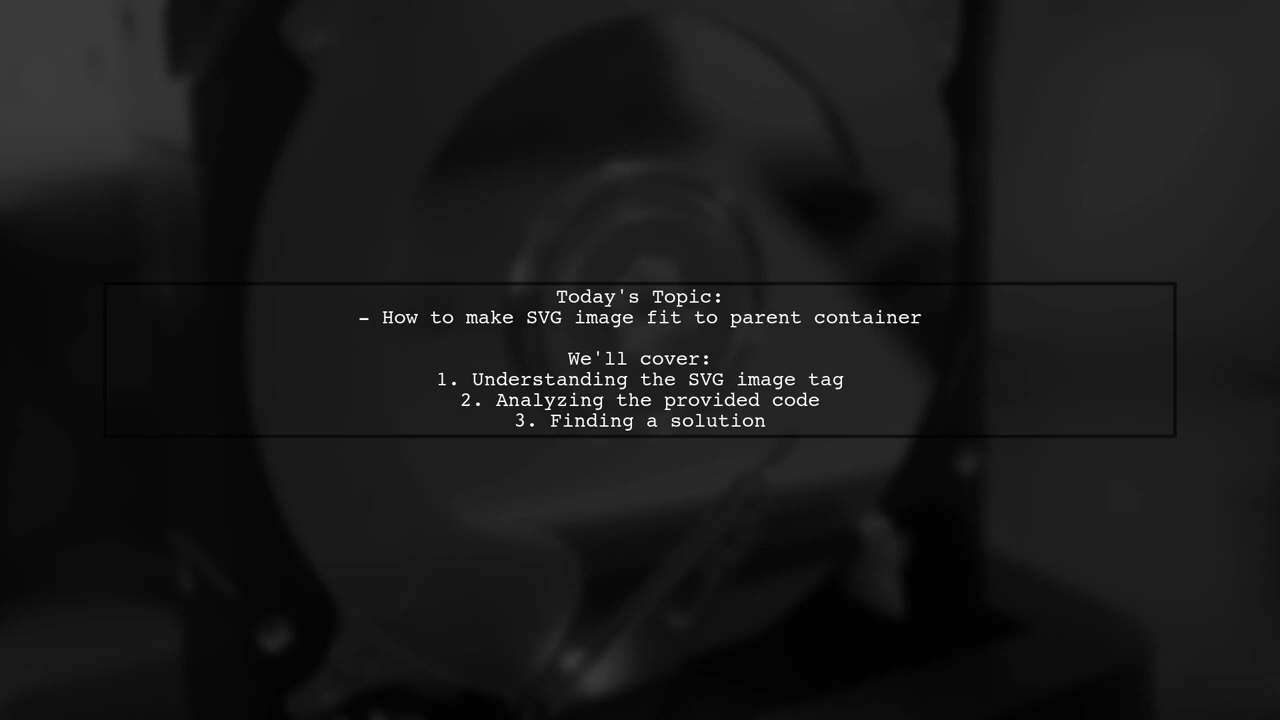 Today's Topic:
- How to make SVG image fit to parent container
We'll cover:
1. Understanding the SVG image tag
2. Analyzing the provided code
3. Finding a solution